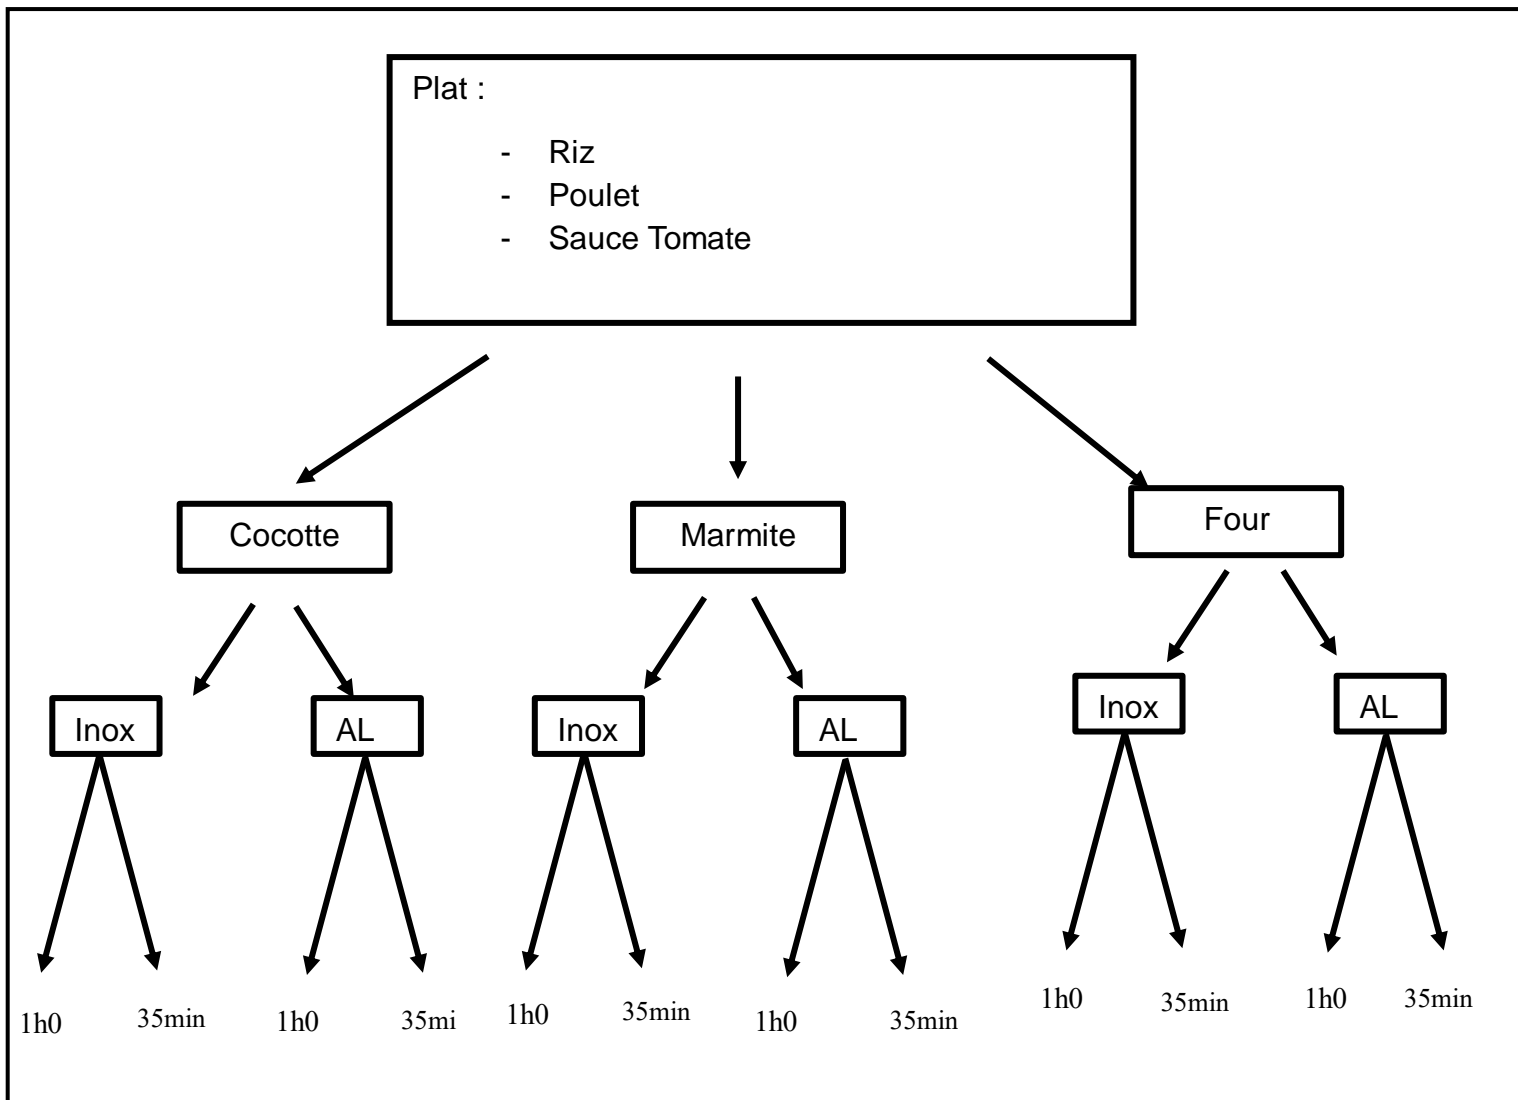 Plat :
- Riz
- Poulet
- Sauce Tomate
Cocotte
Marmite
Four
Inox
AL
Inox
AL
Inox
AL
1h0
35min
1h0
35mi
1h0
35min
1h0
35min
1h0
35min
1h0
35min